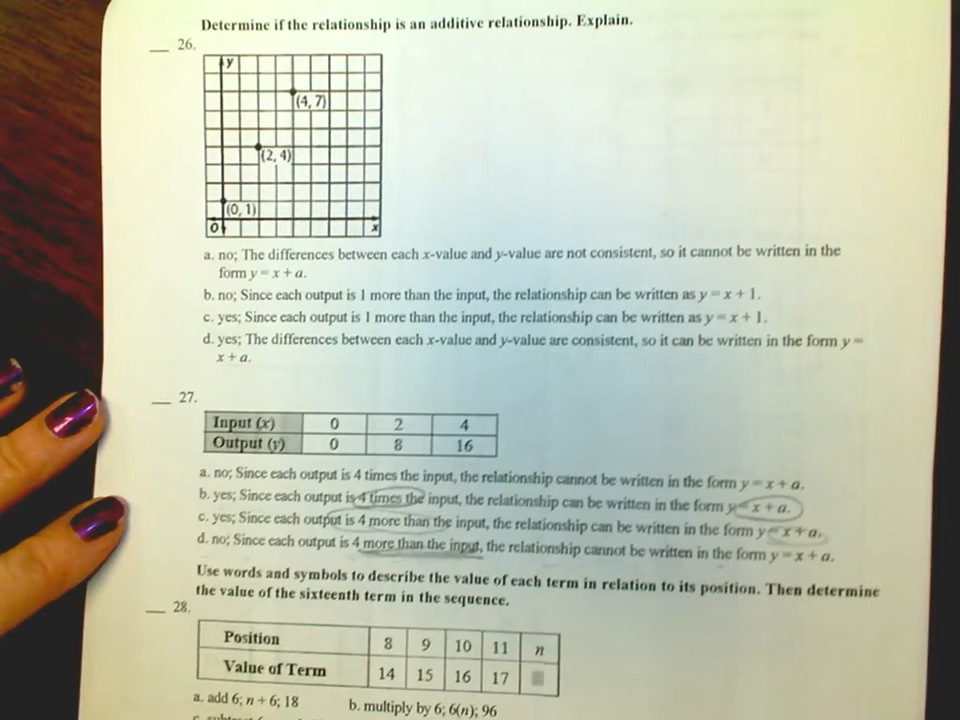 Determine if the relationship is an additive relationship. Explain.
26.
y
(4, 7)
(2, 4)
(0, 1)
O x
a. no; The differences between each x-value and y-value are not consistent, so it cannot be written in the
form y = x + a.
b. no; Since each output is 1 more than the input, the relationship can be written as y = x + 1.
c. yes; Since each output is 1 more than the input, the relationship can be written as y = x + 1.
d. yes; The differences between each x-value and y-value are consistent, so it can be written in the form y =
x + a.
27.
Input (x) 0 2 4
Output (y) 0 8 16
a. no; Since each output is 4 times the input, the relationship cannot be written in the form y = x + a.
b. yes; Since each output is 4 times the input, the relationship can be written in the form y = x + a.
c. yes; Since each output is 4 more than the input, the relationship can be written in the form y = x + a.
d. no; Since each output is 4 more than the input, the relationship cannot be written in the form y = x + a.
Use words and symbols to describe the value of each term in relation to its position. Then determine
the value of the sixteenth term in the sequence.
28.
Position 8 9 10 11 n
Value of Term 14 15 16 17
a. add 6; n + 6; 18 b. multiply by 6; 6(n); 96